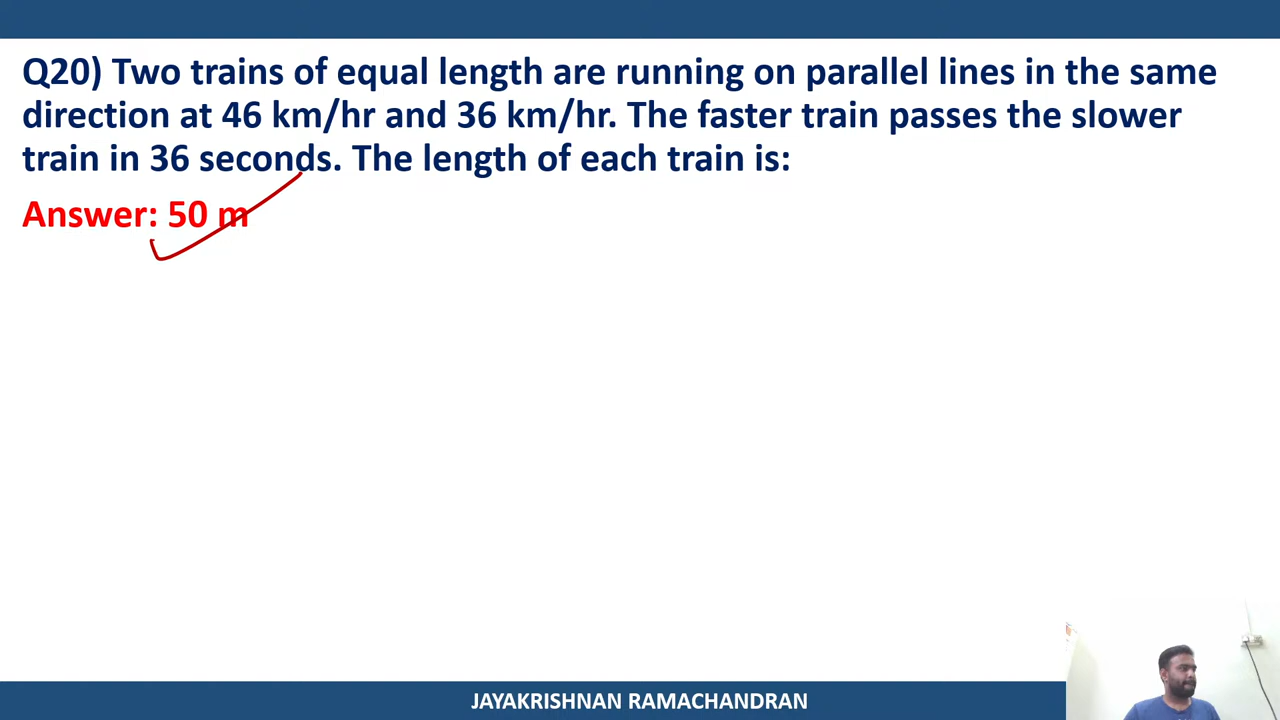 Q20) Two trains of equal length are running on parallel lines in the same
direction at 46 km/hr and 36 km/hr. The faster train passes the slower
train in 36 seconds. The length of each train is:
Answer: 50 m
JAYAKRISHNAN RAMACHANDRAN